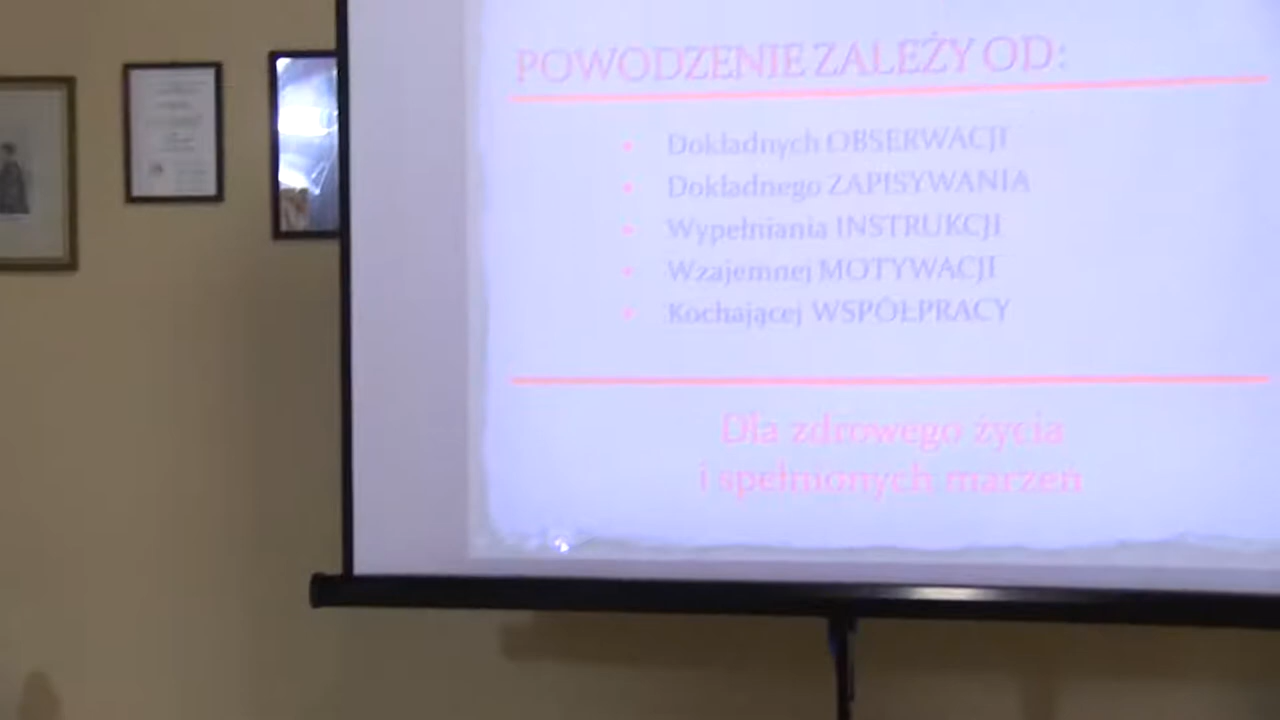 POWODZENIE ZALEŻY OD:
• Dokładnych OBSERWACJI
• Dokładnego ZAPISYWANIA
• Wypełniania INSTRUKCJI
• Wzajemnej MOTYWACJI
• Kochającej WSPÓŁPRACY
Dla zdrowego życia
i spełnionych marzeń